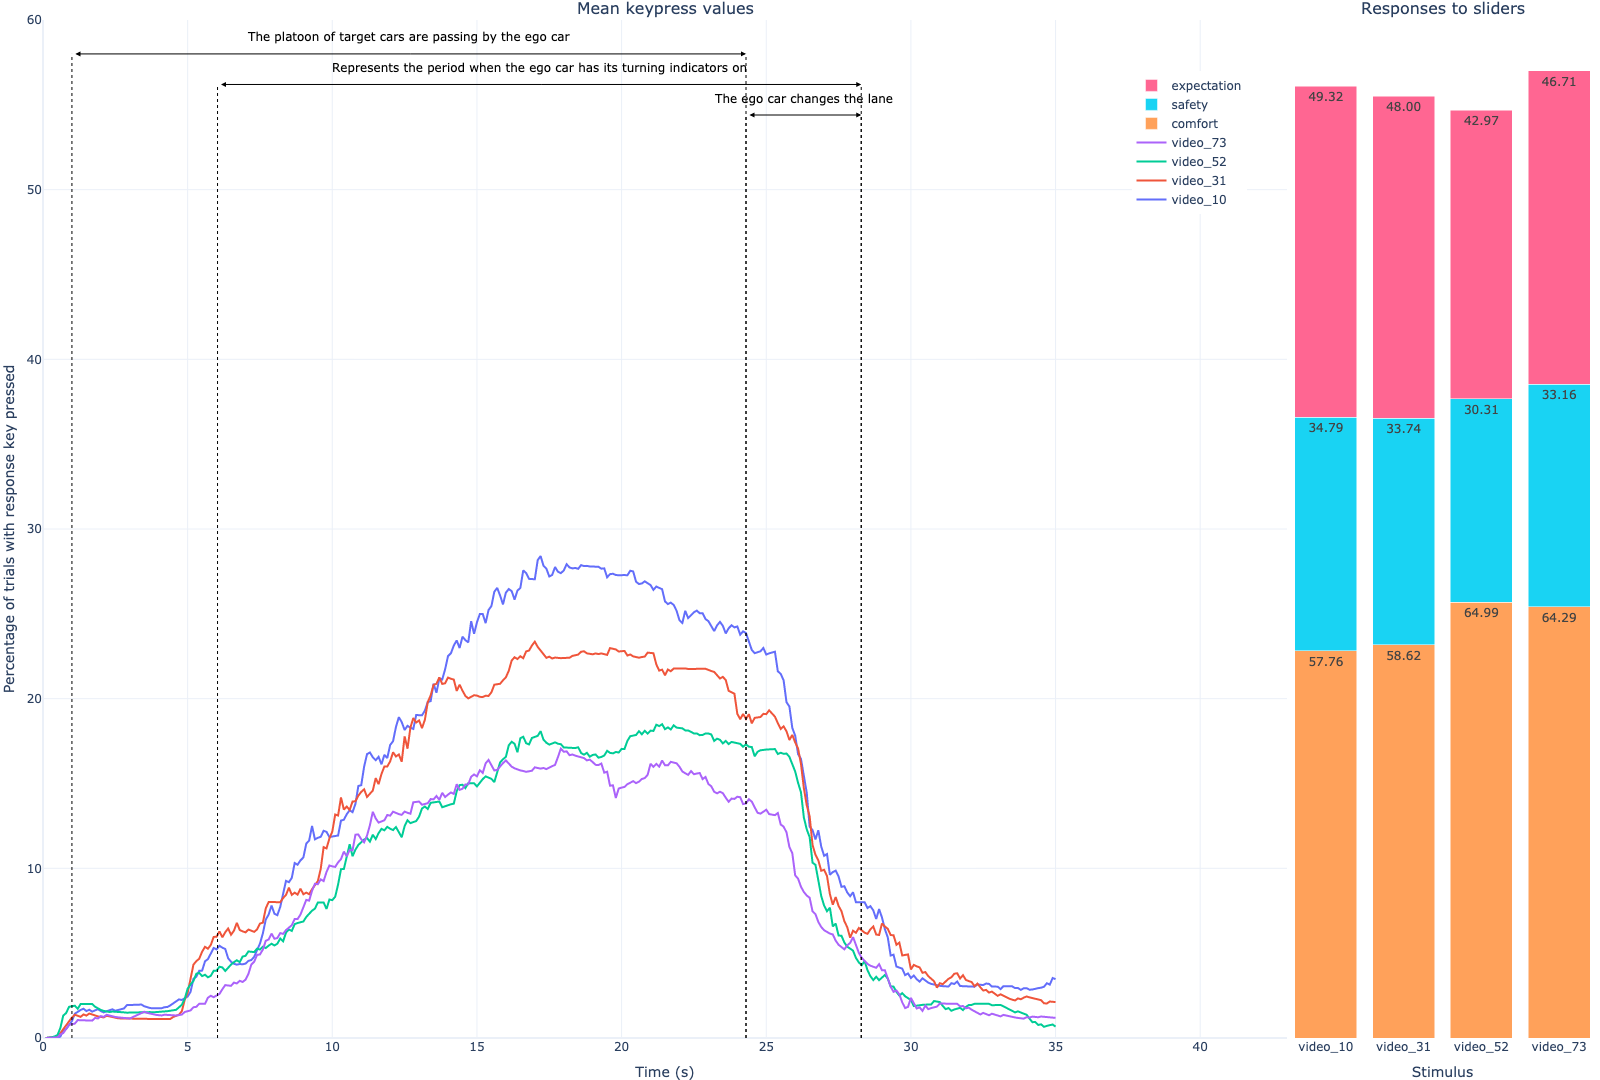 Mean keypress values
Responses to sliders
60
50
40
30
20
10
0
Percentage of trials with response key pressed
The platoon of target cars are passing by the ego car
Represents the period when the ego car has its turning indicators on
The ego car changes the lane
expectation
safety
comfort
video_73
video_52
video_31
video_10
0 5 10 15 20 25 30 35 40
Time (s)
49.32 48.00 42.97 46.71
34.79 33.74 30.31 33.16
57.76 58.62 64.99 64.29
video_10 video_31 video_52 video_73
Stimulus